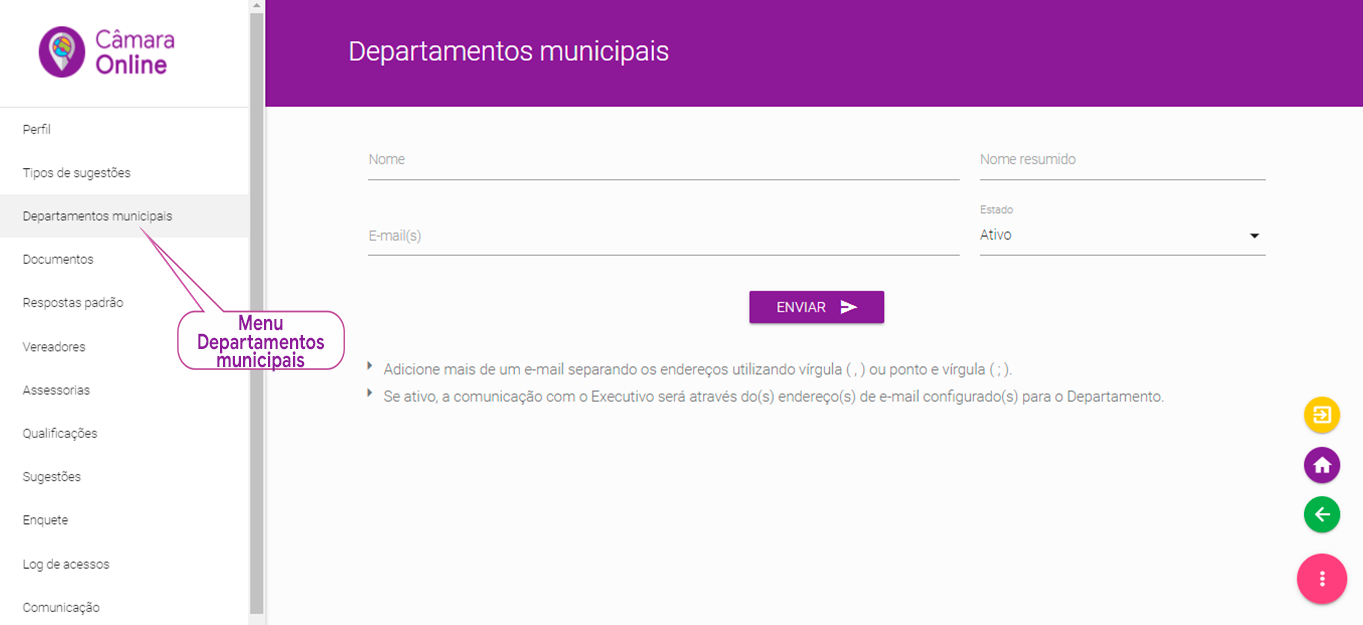 Câmara
Online
Departamentos municipais
Perfil
Tipos de sugestões
Departamentos municipais
Documentos
Respostas padrão
Vereadores
Assessorias
Qualificações
Sugestões
Enquete
Log de acessos
Comunicação
Menu
Departamentos
municipais
Nome
Nome resumido
E-mail(s)
Estado
Ativo
ENVIAR
Adicione mais de um e-mail separando os endereços utilizando vírgula ( , ) ou ponto e vírgula ( ; ).
Se ativo, a comunicação com o Executivo será através do(s) endereço(s) de e-mail configurado(s) para o Departamento.